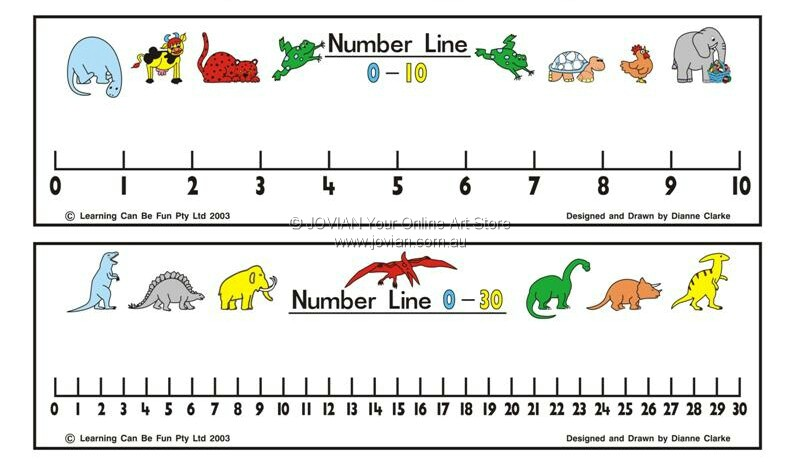 Number Line
0 – 10
0 1 2 3 4 5 6 7 8 9 10
© Learning Can Be Fun Pty Ltd 2003 Designed and Drawn by Dianne Clarke
© JOVIAN Your Online Art Store
www.jovian.com.au
Number Line 0 – 30
0 1 2 3 4 5 6 7 8 9 10 11 12 13 14 15 16 17 18 19 20 21 22 23 24 25 26 27 28 29 30
© Learning Can Be Fun Pty Ltd 2003 Designed and Drawn by Dianne Clarke